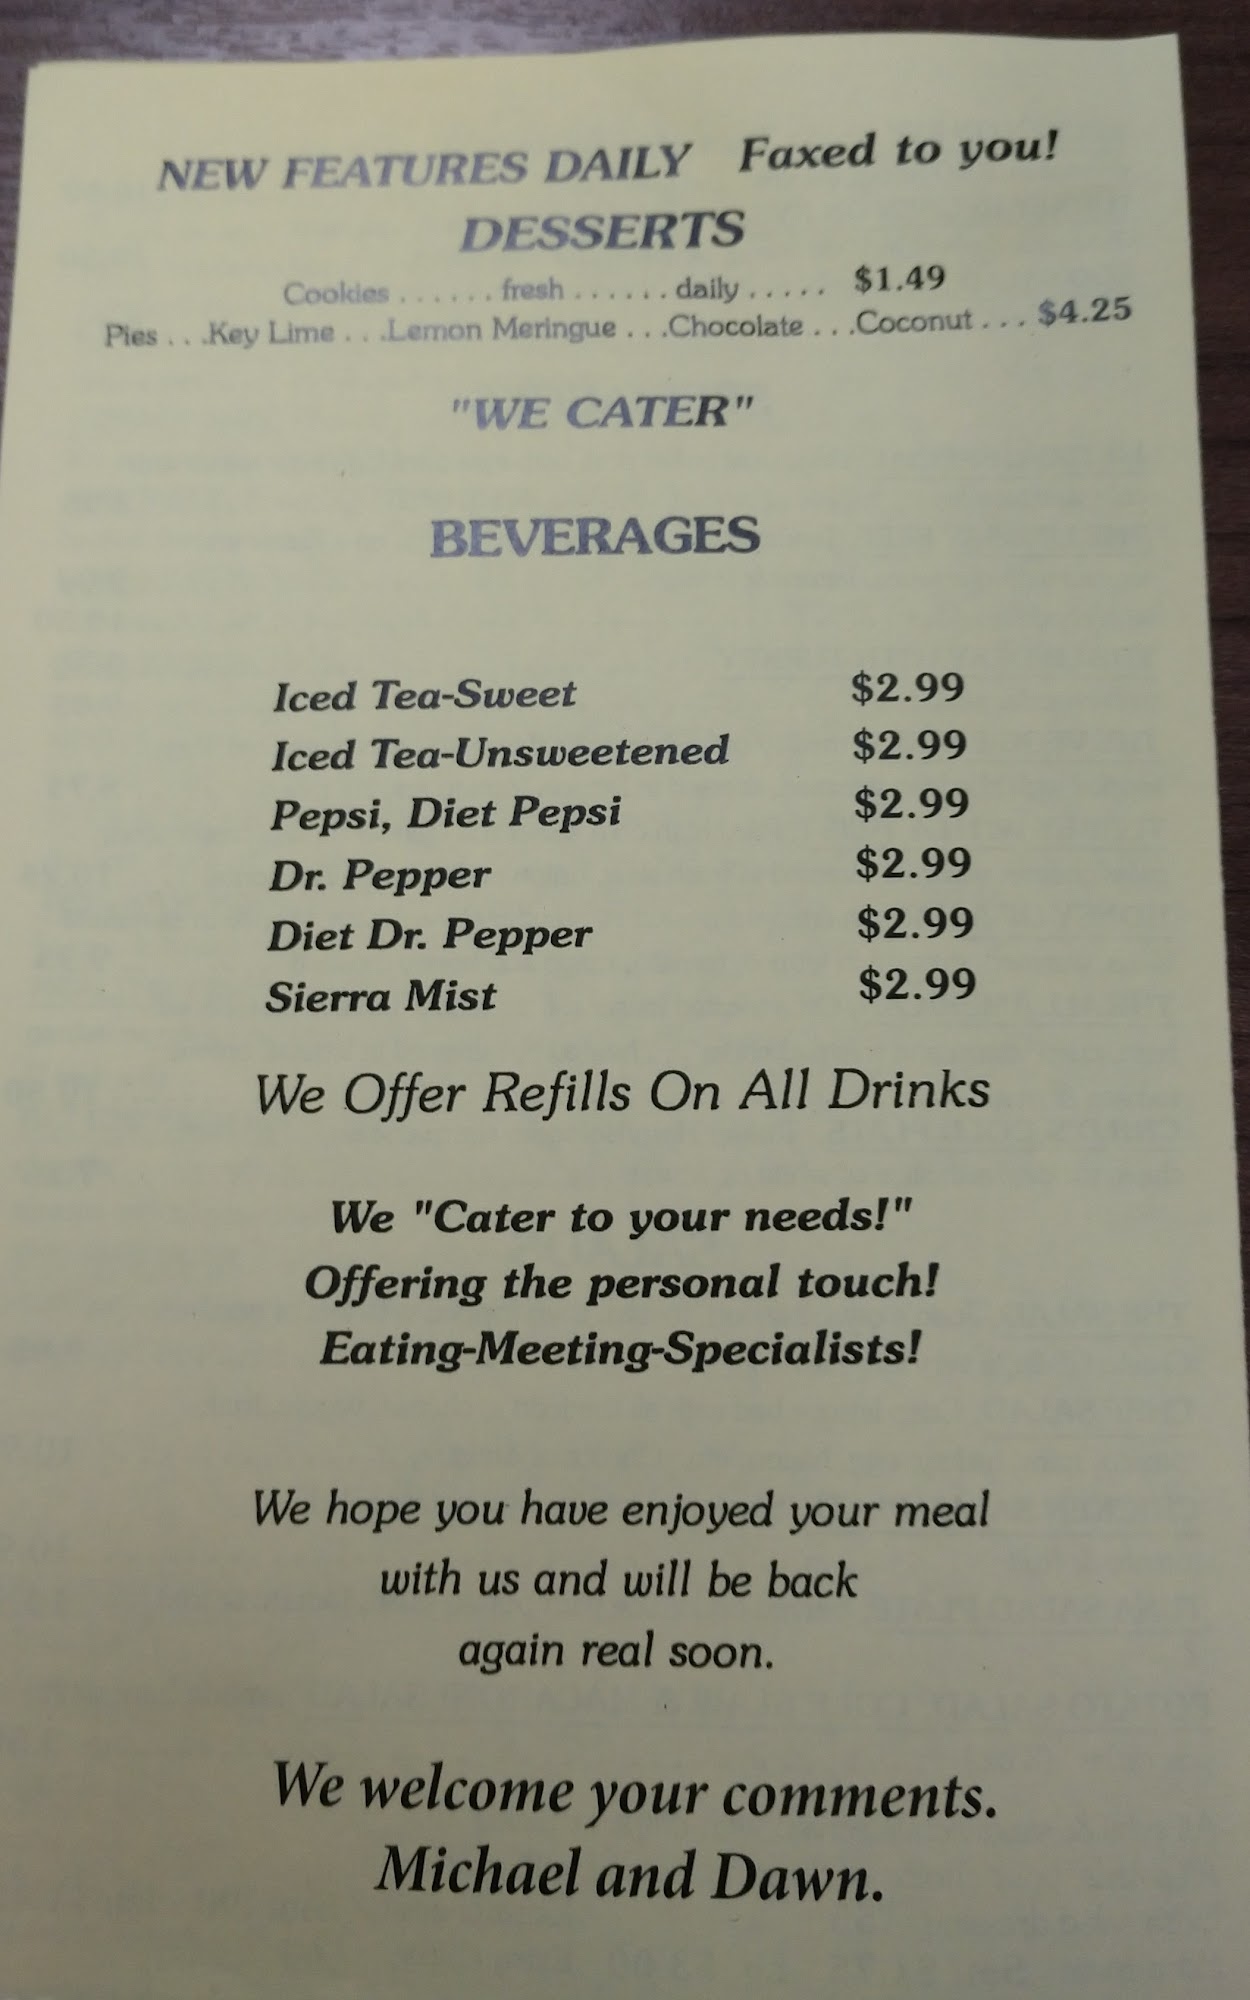 NEW FEATURES DAILY Faxed to you!
DESSERTS
Cookies . . . . . . fresh . . . . . . daily . . . . . $1.49
Pies . . .Key Lime . . .Lemon Meringue . . .Chocolate . . .Coconut . . . $4.25
"WE CATER"
BEVERAGES
Iced Tea-Sweet $2.99
Iced Tea-Unsweetened $2.99
Pepsi, Diet Pepsi $2.99
Dr. Pepper $2.99
Diet Dr. Pepper $2.99
Sierra Mist $2.99
We Offer Refills On All Drinks
We "Cater to your needs!"
Offering the personal touch!
Eating-Meeting-Specialists!
We hope you have enjoyed your meal
with us and will be back
again real soon.
We welcome your comments.
Michael and Dawn.